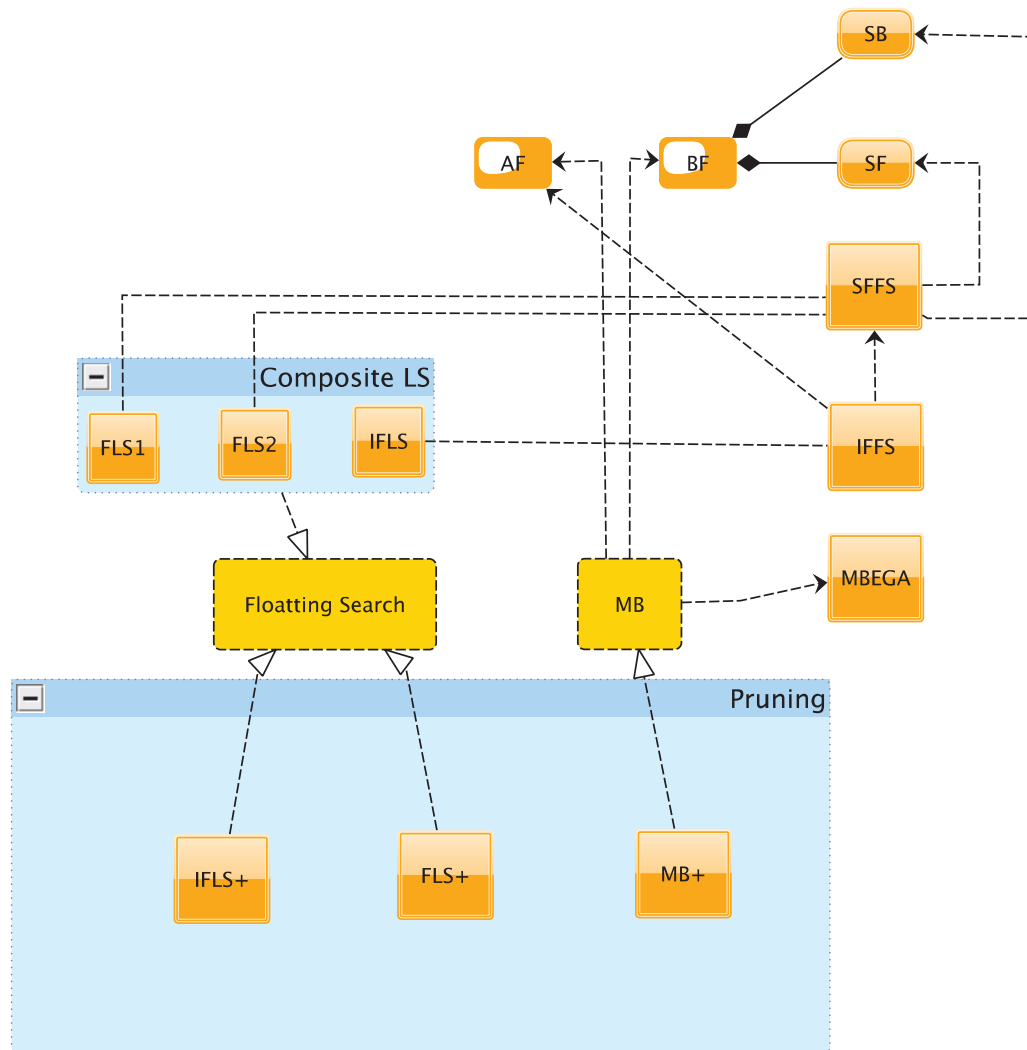 SB
AF
BF
SF
SFFS
Composite LS
FLS1
FLS2
IFLS
IFFS
MBEGA
Floatting Search
MB
Pruning
IFLS+
FLS+
MB+